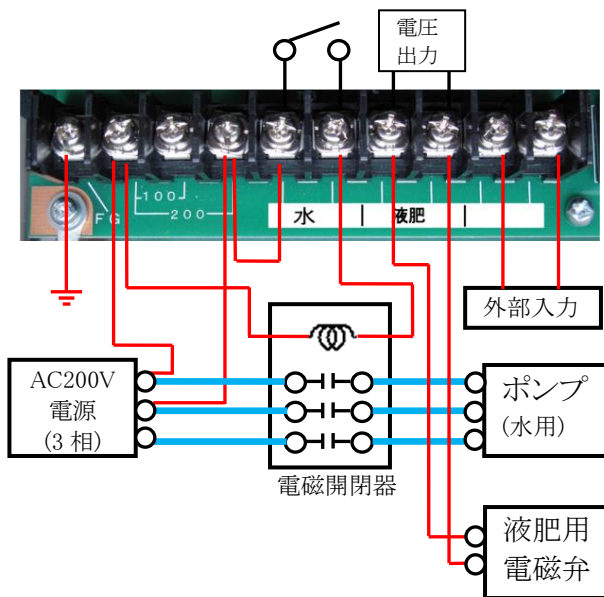 電圧
出力
FG
100
200
水 | 液肥 |
外部入力
AC200V
電源
(3 相)
ポンプ
(水用)
電磁開閉器
液肥用
電磁弁